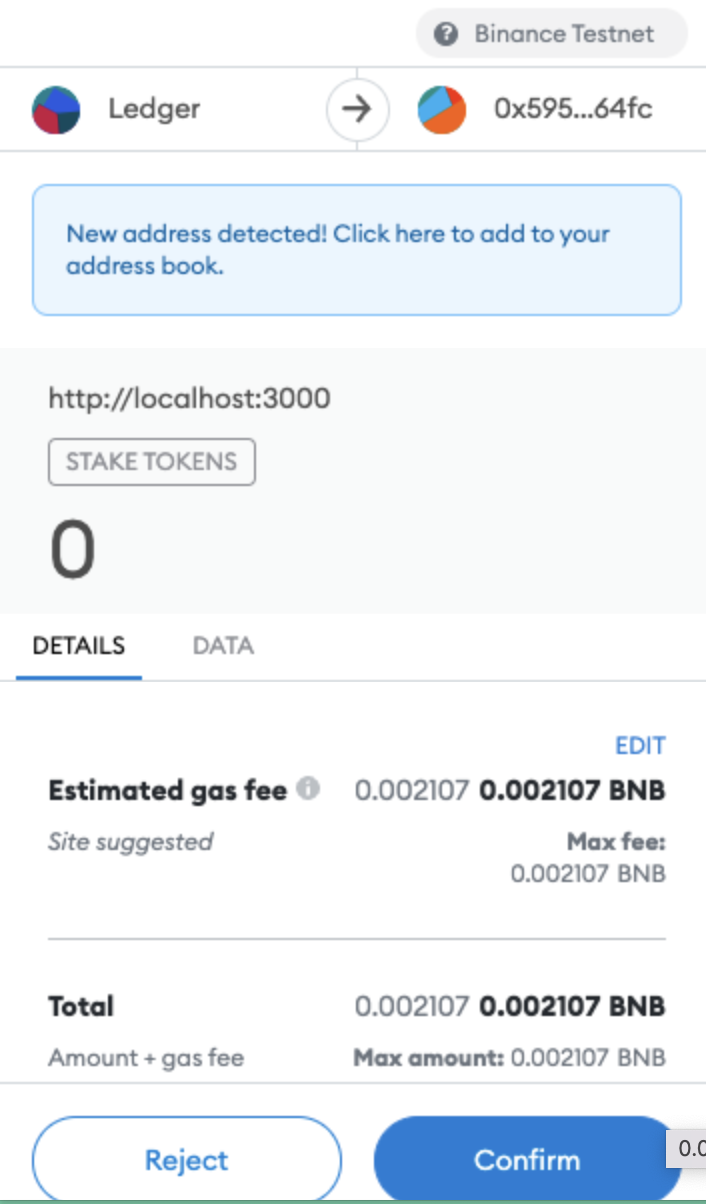 Binance Testnet
Ledger 0x595...64fc
New address detected! Click here to add to your
address book.
http://localhost:3000
STAKE TOKENS
0
DETAILS DATA
EDIT
Estimated gas fee 0.002107 0.002107 BNB
Site suggested Max fee:
0.002107 BNB
Total 0.002107 0.002107 BNB
Amount + gas fee Max amount: 0.002107 BNB
Reject Confirm